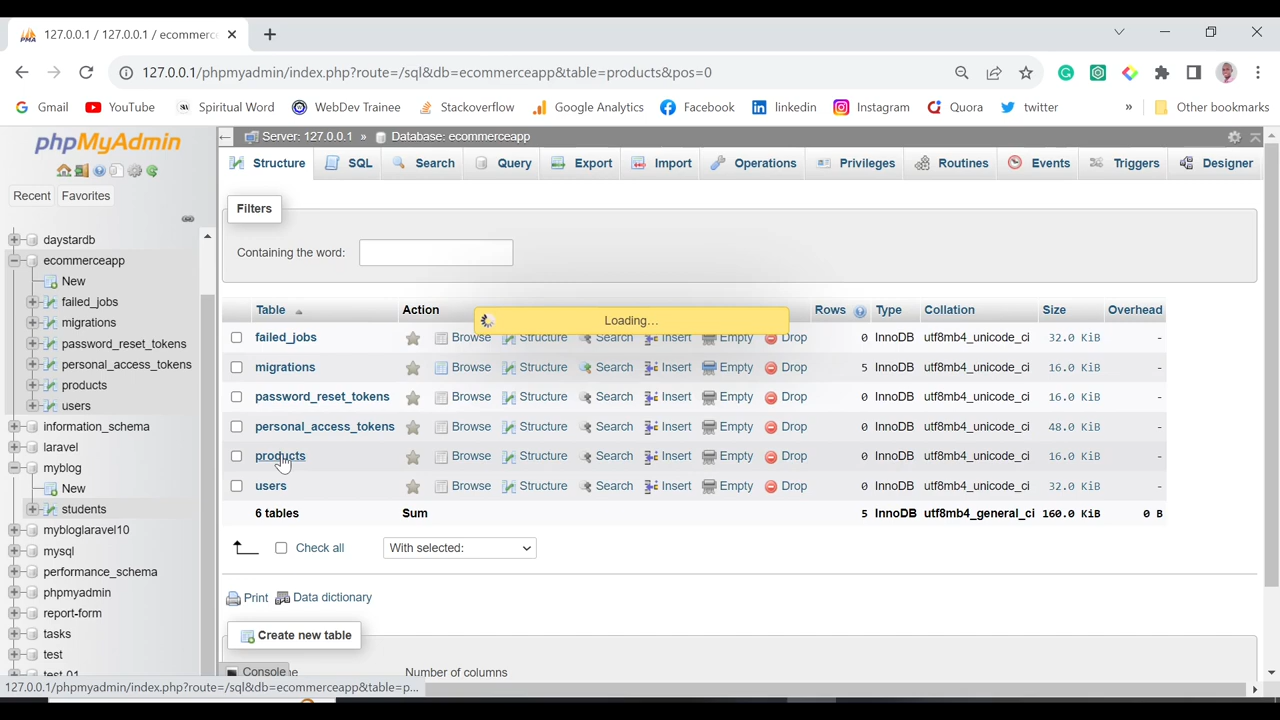 127.0.0.1 / 127.0.0.1 / ecommerce
127.0.0.1/phpmyadmin/index.php?route=/sql&db=ecommerceapp&table=products&pos=0
Gmail YouTube Spiritual Word WebDev Trainee Stackoverflow Google Analytics Facebook linkedin Instagram Quora twitter » Other bookmarks
phpMyAdmin
Recent Favorites
daystardb
ecommerceapp
New
failed_jobs
migrations
password_reset_tokens
personal_access_tokens
products
users
information_schema
laravel
myblog
New
students
mybloglaravel10
mysql
performance_schema
phpmyadmin
report-form
tasks
test
test 01
Server: 127.0.0.1 » Database: ecommerceapp
Structure SQL Search Query Export Import Operations Privileges Routines Events Triggers Designer
Filters
Containing the word:
Table Action Rows Type Collation Size Overhead
Loading…
failed_jobs Browse Structure Search Insert Empty Drop 0 InnoDB utf8mb4_unicode_ci 32.0 KiB -
migrations Browse Structure Search Insert Empty Drop 5 InnoDB utf8mb4_unicode_ci 16.0 KiB -
password_reset_tokens Browse Structure Search Insert Empty Drop 0 InnoDB utf8mb4_unicode_ci 16.0 KiB -
personal_access_tokens Browse Structure Search Insert Empty Drop 0 InnoDB utf8mb4_unicode_ci 48.0 KiB -
products Browse Structure Search Insert Empty Drop 0 InnoDB utf8mb4_unicode_ci 16.0 KiB -
users Browse Structure Search Insert Empty Drop 0 InnoDB utf8mb4_unicode_ci 32.0 KiB -
6 tables Sum 5 InnoDB utf8mb4_general_ci 160.0 KiB 0 B
Check all With selected:
Print Data dictionary
Create new table
Console Number of columns
127.0.0.1/phpmyadmin/index.php?route=/sql&db=ecommerceapp&table=p...